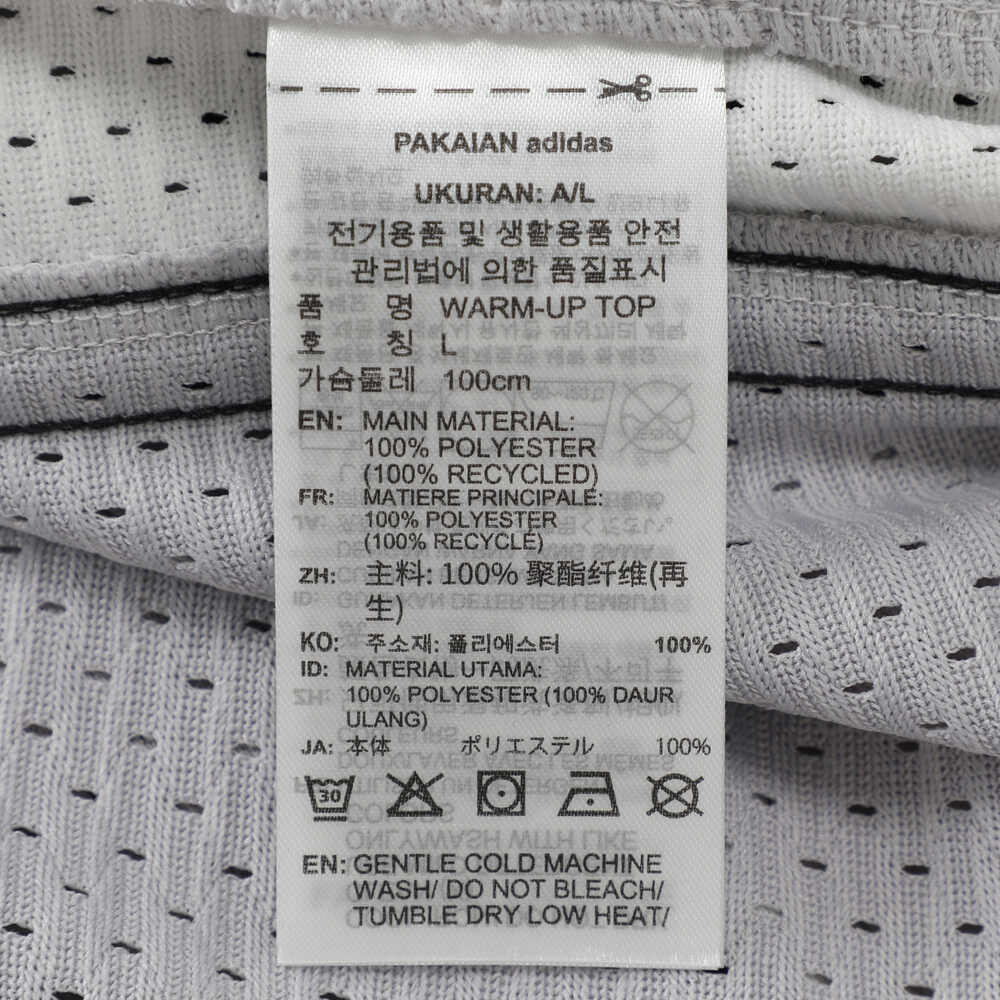 PAKAIAN adidas
UKURAN: A/L
전기용품 및 생활용품 안전
관리법에 의한 품질표시
품 명 WARM-UP TOP
호 칭 L
가슴둘레 100cm
EN: MAIN MATERIAL:
100% POLYESTER
(100% RECYCLED)
FR: MATIERE PRINCIPALE:
100% POLYESTER
(100% RECYCLÉ)
ZH: 主料: 100% 聚酯纤维(再
生)
KO: 주소재: 폴리에스터 100%
ID: MATERIAL UTAMA:
100% POLYESTER (100% DAUR
ULANG)
JA: 本体 ポリエステル 100%
30
EN: GENTLE COLD MACHINE
WASH/ DO NOT BLEACH/
TUMBLE DRY LOW HEAT/